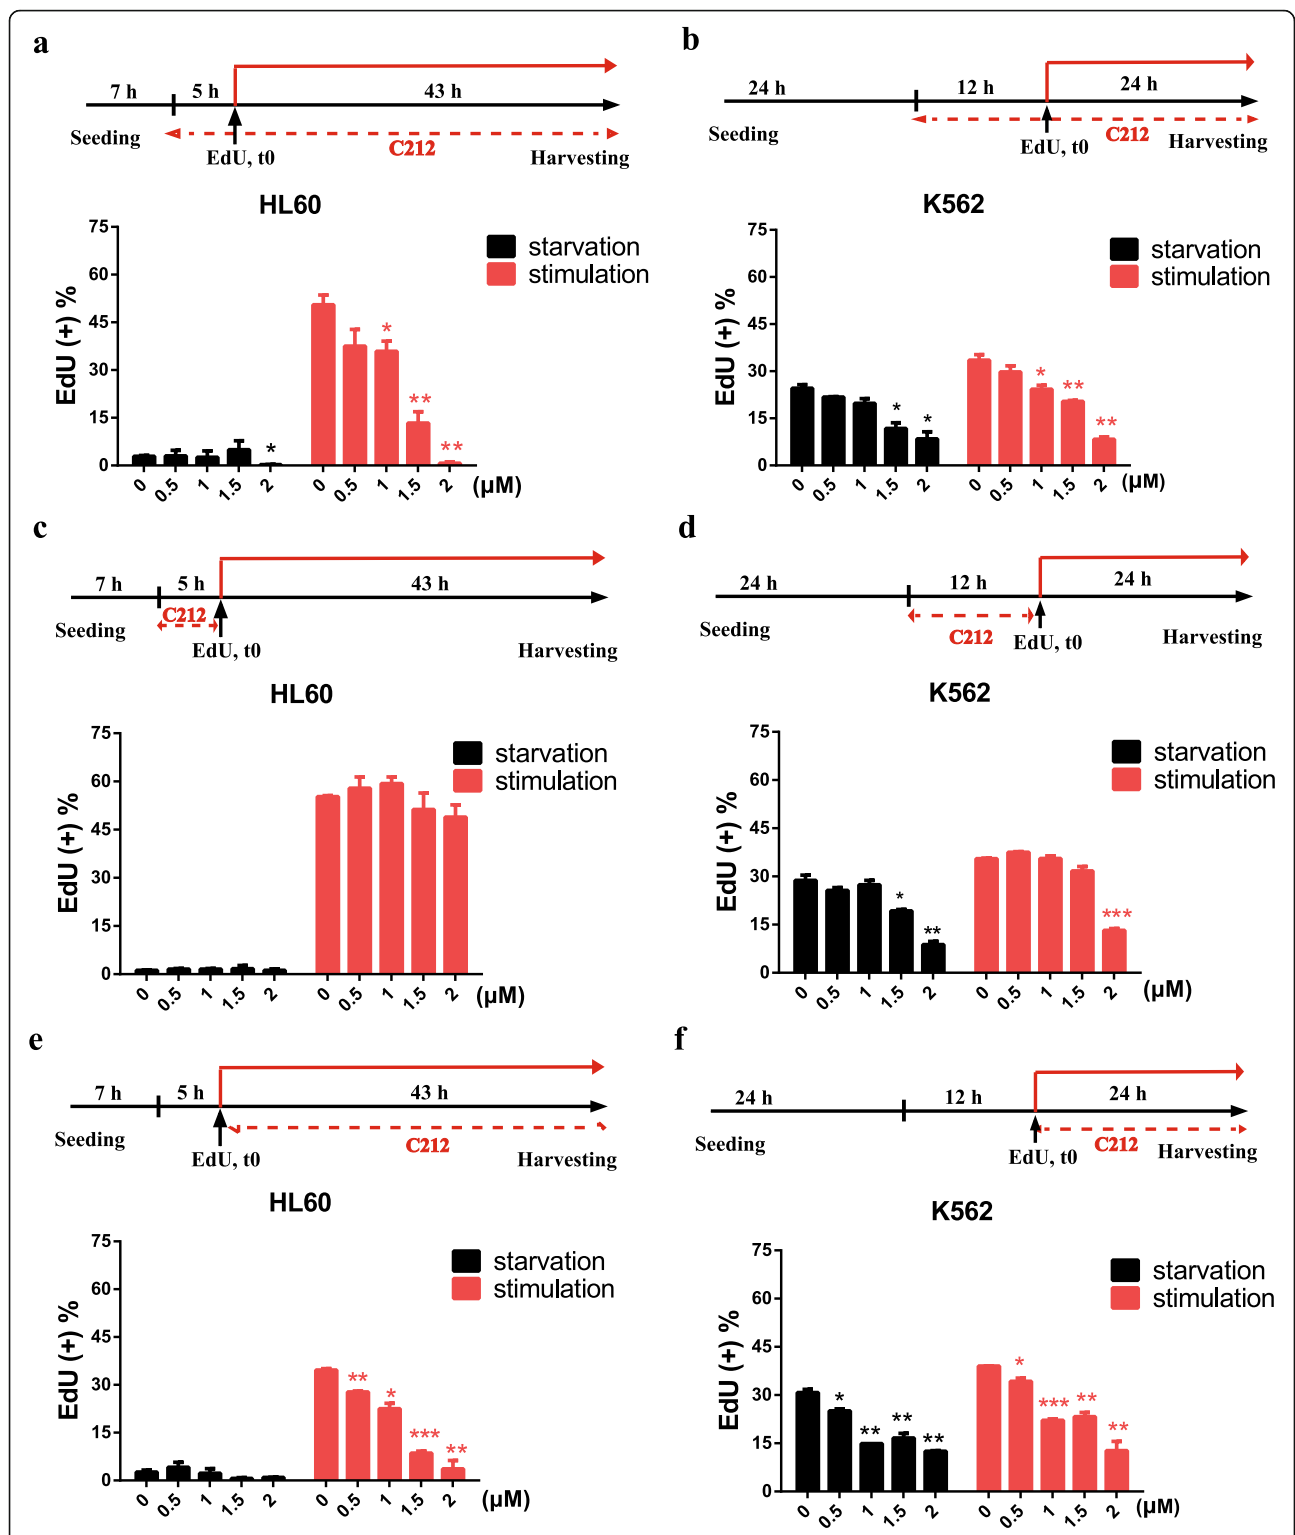 a
7 h 5 h 43 h
Seeding C212
EdU, t0 Harvesting
HL60
EdU (+) %
75
60
45
30
15
0
starvation
stimulation
*
*
**
**
0 0.5 1 1.5 2 0 0.5 1 1.5 2 (µM)
b
24 h 12 h 24 h
Seeding C212
EdU, t0 Harvesting
K562
EdU (+) %
75
60
45
30
15
0
starvation
stimulation
* * * ** **
0 0.5 1 1.5 2 0 0.5 1 1.5 2 (µM)
c
7 h 5 h 43 h
C212
Seeding EdU, t0 Harvesting
HL60
EdU (+) %
75
60
45
30
15
0
starvation
stimulation
0 0.5 1 1.5 2 0 0.5 1 1.5 2 (µM)
d
24 h 12 h 24 h
Seeding C212 EdU, t0 Harvesting
K562
EdU (+) %
75
60
45
30
15
0
starvation
stimulation
* ** ***
0 0.5 1 1.5 2 0 0.5 1 1.5 2 (µM)
e
7 h 5 h 43 h
Seeding C212
EdU, t0 Harvesting
HL60
EdU (+) %
75
60
45
30
15
0
starvation
stimulation
** * *** **
0 0.5 1 1.5 2 0 0.5 1 1.5 2 (µM)
f
24 h 12 h 24 h
Seeding C212
EdU, t0 Harvesting
K562
EdU (+) %
75
60
45
30
15
0
starvation
stimulation
* ** ** ** * *** ** **
0 0.5 1 1.5 2 0 0.5 1 1.5 2 (µM)